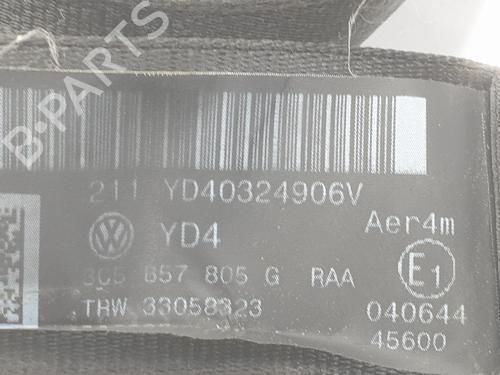 B-PARTS
211 YD40324906V
YD4 Aer4m
3C5 857 805 G RAA E1
TRW 33058323 040644
45600